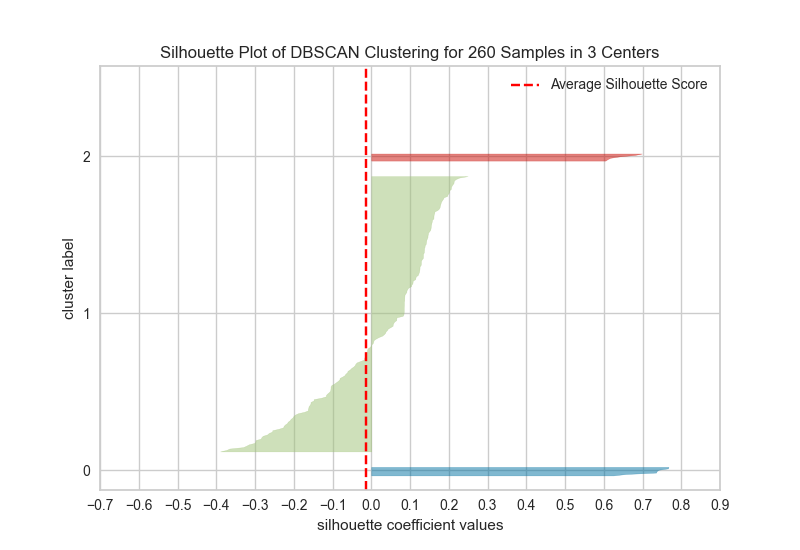 Silhouette Plot of DBSCAN Clustering for 260 Samples in 3 Centers
Average Silhouette Score
2
1
0
cluster label
−0.7 −0.6 −0.5 −0.4 −0.3 −0.2 −0.1 0.0 0.1 0.2 0.3 0.4 0.5 0.6 0.7 0.8 0.9
silhouette coefficient values